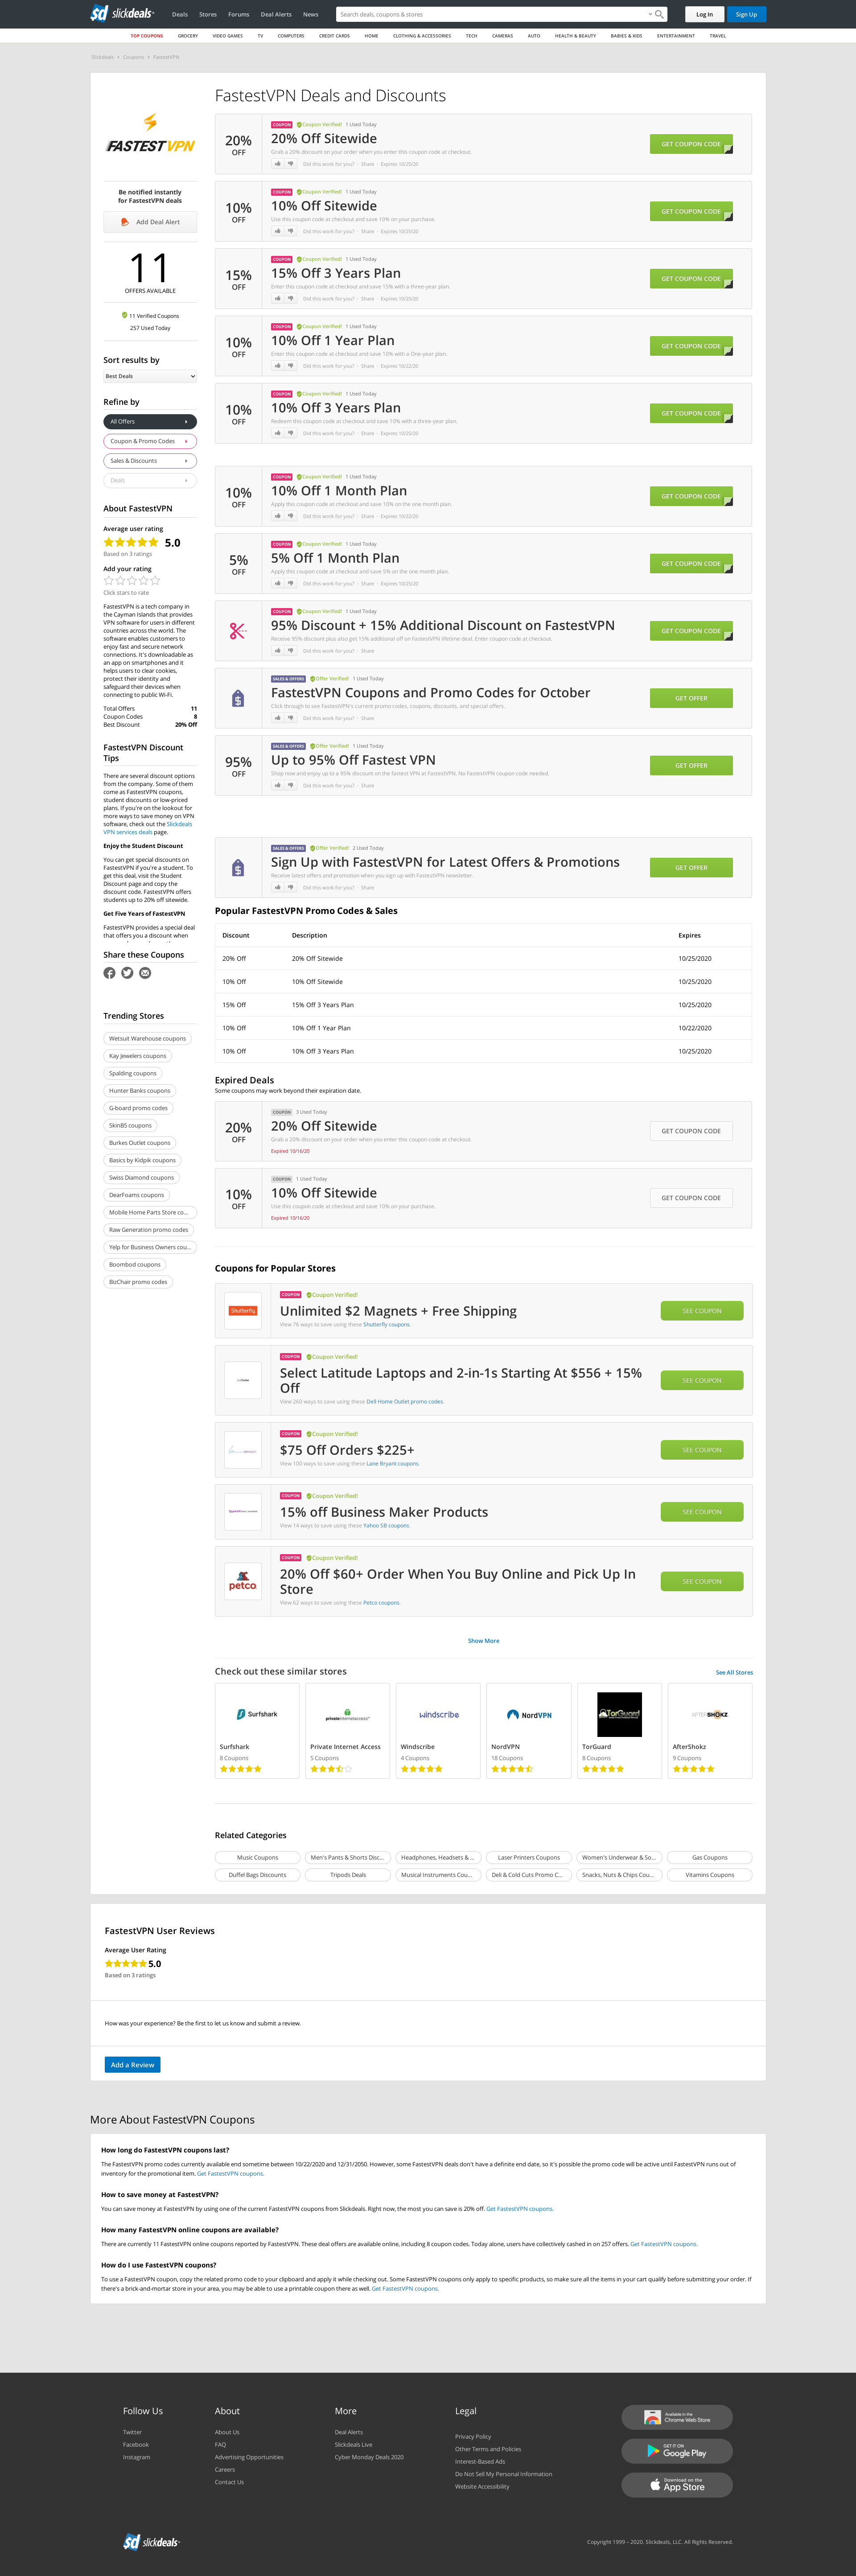 slickdeals
Deals Stores Forums Deal Alerts News
Search deals, coupons & stores
Log In
Sign Up
TOP COUPONS GROCERY VIDEO GAMES TV COMPUTERS CREDIT CARDS HOME CLOTHING & ACCESSORIES TECH CAMERAS AUTO HEALTH & BEAUTY BABIES & KIDS ENTERTAINMENT TRAVEL
Slickdeals › Coupons › FastestVPN
FASTESTVPN
Be notified instantly
for FastestVPN deals
Add Deal Alert
11
OFFERS AVAILABLE
11 Verified Coupons
257 Used Today
Sort results by
Best Deals
Refine by
All Offers
Coupon & Promo Codes
Sales & Discounts
Deals
About FastestVPN
Average user rating
5.0
Based on 3 ratings
Add your rating
Click stars to rate
FastestVPN is a tech company in
the Cayman islands that provides
VPN software for users in different
countries across the world. The
software enables customers to
enjoy fast and secure network
connections. It's downloadable as
an app on smartphones and it
helps users to clear cookies,
protect their identity and
safeguard their devices when
connecting to public Wi-Fi.
Total Offers 11
Coupon Codes 8
Best Discount 20% Off
FastestVPN Discount
Tips
There are several discount options
from the company. Some of them
come as FastestVPN coupons,
student discounts or low-priced
plans. If you're on the lookout for
more ways to save money on VPN
software, check out the Slickdeals
VPN services deals page.
Enjoy the Student Discount
You can get special discounts on
FastestVPN if you're a student. To
get this deal, visit the Student
Discount page and copy the
discount code. FastestVPN offers
students up to 20% off sitewide.
Get Five Years of FastestVPN
FastestVPN provides a special deal
that offers you a discount when
Share these Coupons
Trending Stores
Wetsuit Warehouse coupons
Kay Jewelers coupons
Spalding coupons
Hunter Banks coupons
G-board promo codes
SkinB5 coupons
Burkes Outlet coupons
Basics by Kidpik coupons
Swiss Diamond coupons
DearFoams coupons
Mobile Home Parts Store co...
Raw Generation promo codes
Yelp for Business Owners cou...
Boombod coupons
BizChair promo codes
FastestVPN Deals and Discounts
20%
OFF
COUPON Coupon Verified! 1 Used Today
20% Off Sitewide
Grab a 20% discount on your order when you enter this coupon code at checkout.
Did this work for you? · Share · Expires 10/25/20
GET COUPON CODE
10%
OFF
COUPON Coupon Verified! 1 Used Today
10% Off Sitewide
Use this coupon code at checkout and save 10% on your purchase.
Did this work for you? · Share · Expires 10/25/20
GET COUPON CODE
15%
OFF
COUPON Coupon Verified! 1 Used Today
15% Off 3 Years Plan
Enter this coupon code at checkout and save 15% with a three-year plan.
Did this work for you? · Share · Expires 10/25/20
GET COUPON CODE
10%
OFF
COUPON Coupon Verified! 1 Used Today
10% Off 1 Year Plan
Enter this coupon code at checkout and save 10% with a One-year plan.
Did this work for you? · Share · Expires 10/22/20
GET COUPON CODE
10%
OFF
COUPON Coupon Verified! 1 Used Today
10% Off 3 Years Plan
Redeem this coupon code at checkout and save 10% with a three year plan.
Did this work for you? · Share · Expires 10/25/20
GET COUPON CODE
10%
OFF
COUPON Coupon Verified! 1 Used Today
10% Off 1 Month Plan
Apply this coupon code at checkout and save 10% on the one month plan.
Did this work for you? · Share · Expires 10/22/20
GET COUPON CODE
5%
OFF
COUPON Coupon Verified! 1 Used Today
5% Off 1 Month Plan
Apply this coupon code at checkout and save 5% on the one month plan.
Did this work for you? · Share · Expires 10/25/20
GET COUPON CODE
COUPON Coupon Verified! 1 Used Today
95% Discount + 15% Additional Discount on FastestVPN
Receive 95% discount plus also get 15% additional off on FastestVPN lifetime deal. Enter coupon code at checkout.
Did this work for you? · Share
GET COUPON CODE
SALES & OFFERS Offer Verified! 1 Used Today
FastestVPN Coupons and Promo Codes for October
Click through to see FastestVPN's current promo codes, coupons, discounts, and special offers.
Did this work for you? · Share
GET OFFER
95%
OFF
SALES & OFFERS Offer Verified! 1 Used Today
Up to 95% Off Fastest VPN
Shop now and enjoy up to a 95% discount on the fastest VPN at FastestVPN. No FastestVPN coupon code needed.
Did this work for you? · Share
GET OFFER
SALES & OFFERS Offer Verified! 2 Used Today
Sign Up with FastestVPN for Latest Offers & Promotions
Receive latest offers and promotion when you sign up with FastestVPN newsletter.
Did this work for you? · Share
GET OFFER
Popular FastestVPN Promo Codes & Sales
Discount Description Expires
20% Off 20% Off Sitewide 10/25/2020
10% Off 10% Off Sitewide 10/25/2020
15% Off 15% Off 3 Years Plan 10/25/2020
10% Off 10% Off 1 Year Plan 10/22/2020
10% Off 10% Off 3 Years Plan 10/25/2020
Expired Deals
Some coupons may work beyond their expiration date.
20%
OFF
COUPON 3 Used Today
20% Off Sitewide
Grab a 20% discount on your order when you enter this coupon code at checkout.
Expired 10/16/20
GET COUPON CODE
10%
OFF
COUPON 1 Used Today
10% Off Sitewide
Use this coupon code at checkout and save 10% on your purchase.
Expired 10/16/20
GET COUPON CODE
Coupons for Popular Stores
Shutterfly
COUPON Coupon Verified!
Unlimited $2 Magnets + Free Shipping
View 76 ways to save using these Shutterfly coupons.
SEE COUPON
COUPON Coupon Verified!
Select Latitude Laptops and 2-in-1s Starting At $556 + 15%
Off
View 260 ways to save using these Dell Home Outlet promo codes.
SEE COUPON
COUPON Coupon Verified!
$75 Off Orders $225+
View 100 ways to save using these Lane Bryant coupons.
SEE COUPON
COUPON Coupon Verified!
15% off Business Maker Products
View 14 ways to save using these Yahoo SB coupons.
SEE COUPON
petco
COUPON Coupon Verified!
20% Off $60+ Order When You Buy Online and Pick Up In
Store
View 62 ways to save using these Petco coupons.
SEE COUPON
Show More
Check out these similar stores
See All Stores
Surfshark
Surfshark
8 Coupons
privateinternetaccess
Private Internet Access
5 Coupons
windscribe
Windscribe
4 Coupons
NordVPN
NordVPN
18 Coupons
TorGuard
TorGuard
8 Coupons
AFTERSHOKZ
AfterShokz
9 Coupons
Related Categories
Music Coupons
Men's Pants & Shorts Disc...
Headphones, Headsets & ...
Laser Printers Coupons
Women's Underwear & So...
Gas Coupons
Duffel Bags Discounts
Tripods Deals
Musical Instruments Cou...
Deli & Cold Cuts Promo C...
Snacks, Nuts & Chips Cou...
Vitamins Coupons
FastestVPN User Reviews
Average User Rating
5.0
Based on 3 ratings
How was your experience? Be the first to let us know and submit a review.
Add a Review
More About FastestVPN Coupons
How long do FastestVPN coupons last?
The FastestVPN promo codes currently available end sometime between 10/22/2020 and 12/31/2050. However, some FastestVPN deals don't have a definite end date, so it's possible the promo code will be active until FastestVPN runs out of
inventory for the promotional item. Get FastestVPN coupons.
How to save money at FastestVPN?
You can save money at FastestVPN by using one of the current FastestVPN coupons from Slickdeals. Right now, the most you can save is 20% off. Get FastestVPN coupons.
How many FastestVPN online coupons are available?
There are currently 11 FastestVPN online coupons reported by FastestVPN. These deal offers are available online, including 8 coupon codes. Today alone, users have collectively cashed in on 257 offers. Get FastestVPN coupons.
How do I use FastestVPN coupons?
To use a FastestVPN coupon, copy the related promo code to your clipboard and apply it while checking out. Some FastestVPN coupons only apply to specific products, so make sure all the items in your cart qualify before submitting your order. If
there's a brick-and-mortar store in your area, you may be able to use a printable coupon there as well. Get FastestVPN coupons.
Follow Us
Twitter
Facebook
Instagram
About
About Us
FAQ
Advertising Opportunities
Careers
Contact Us
More
Deal Alerts
Slickdeals Live
Cyber Monday Deals 2020
Legal
Privacy Policy
Other Terms and Policies
Interest-Based Ads
Do Not Sell My Personal Information
Website Accessibility
Available in the
Chrome Web Store
GET IT ON
Google Play
Download on the
App Store
slickdeals
Copyright 1999 - 2020. Slickdeals, LLC. All Rights Reserved.